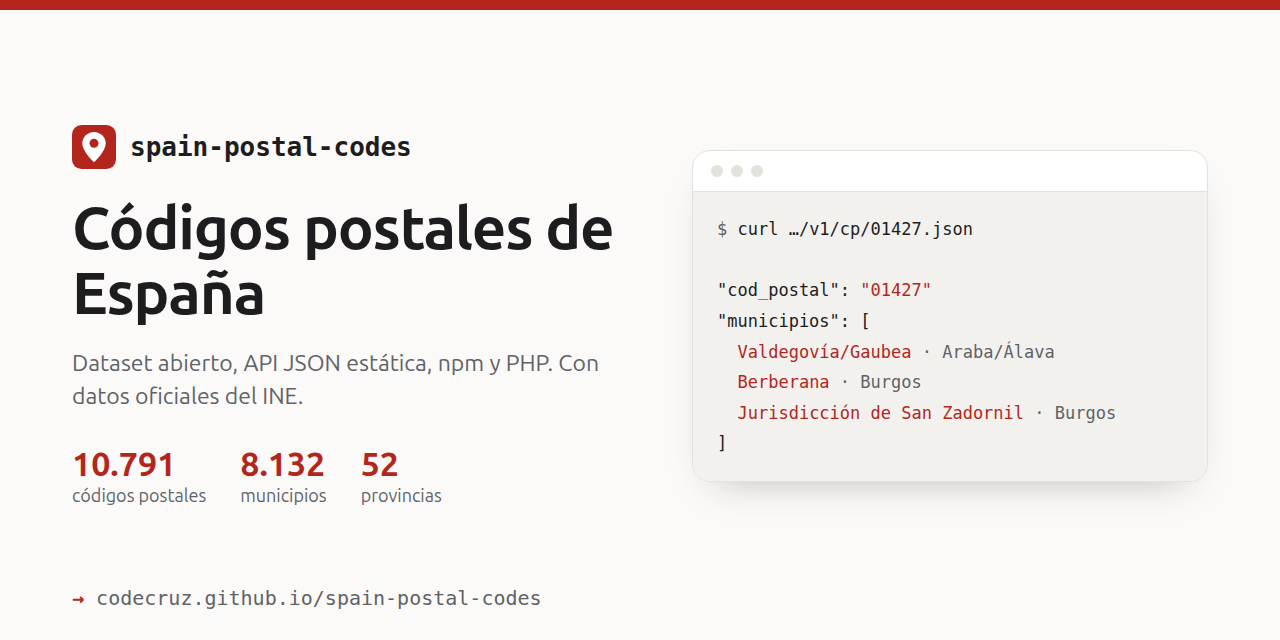 spain-postal-codes
Códigos postales de
España
Dataset abierto, API JSON estática, npm y PHP. Con
datos oficiales del INE.
10.791 8.132 52
códigos postales municipios provincias
→ codecruz.github.io/spain-postal-codes
$ curl …/v1/cp/01427.json
"cod_postal": "01427"
"municipios": [
Valdegovía/Gaubea · Araba/Álava
Berberana · Burgos
Jurisdicción de San Zadornil · Burgos
]